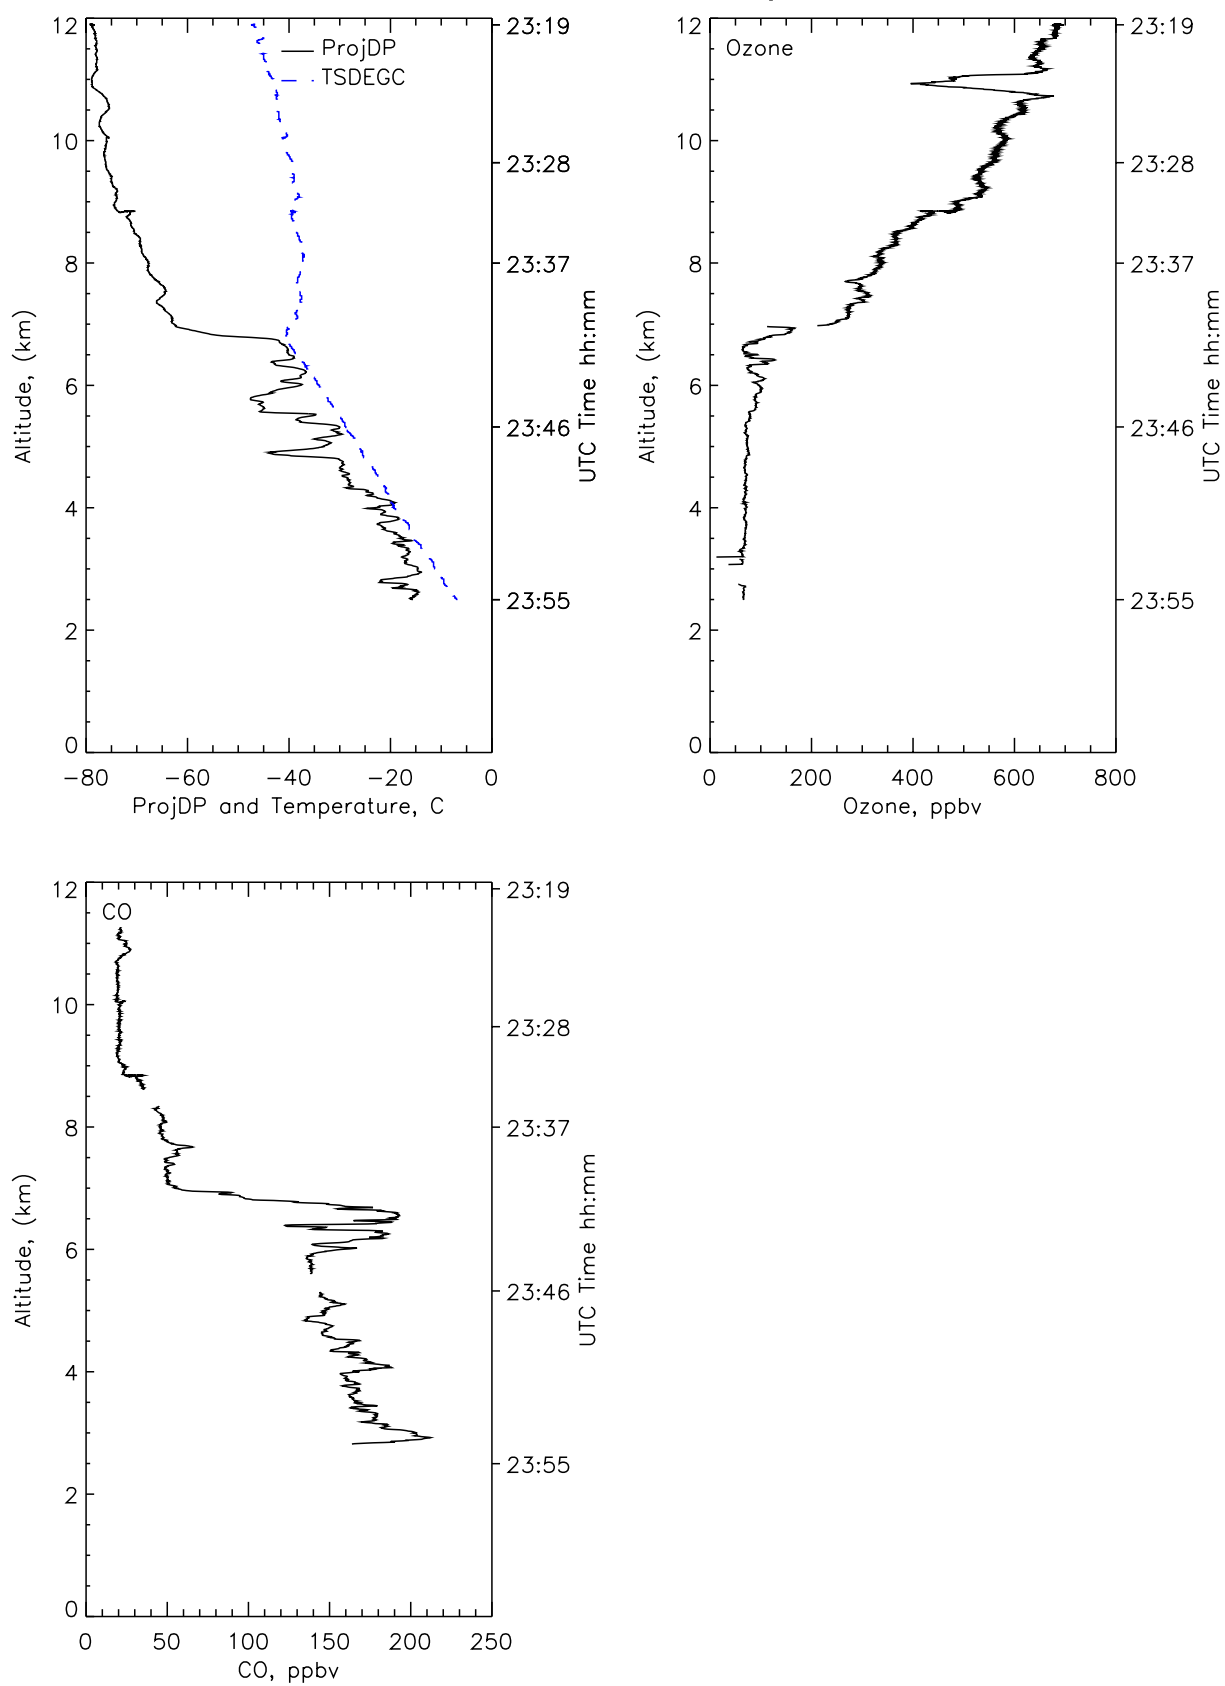 12
10
8
6
4
2
0
Altitude, (km)
ProjDP
TSDEGC
23:19
23:28
23:37
23:46
23:55
UTC Time hh:mm
−80 −60 −40 −20 0
ProjDP and Temperature, C
12
10
8
6
4
2
0
Altitude, (km)
Ozone
23:19
23:28
23:37
23:46
23:55
UTC Time hh:mm
0 200 400 600 800
Ozone, ppbv
12
10
8
6
4
2
0
Altitude, (km)
CO
23:19
23:28
23:37
23:46
23:55
UTC Time hh:mm
0 50 100 150 200 250
CO, ppbv